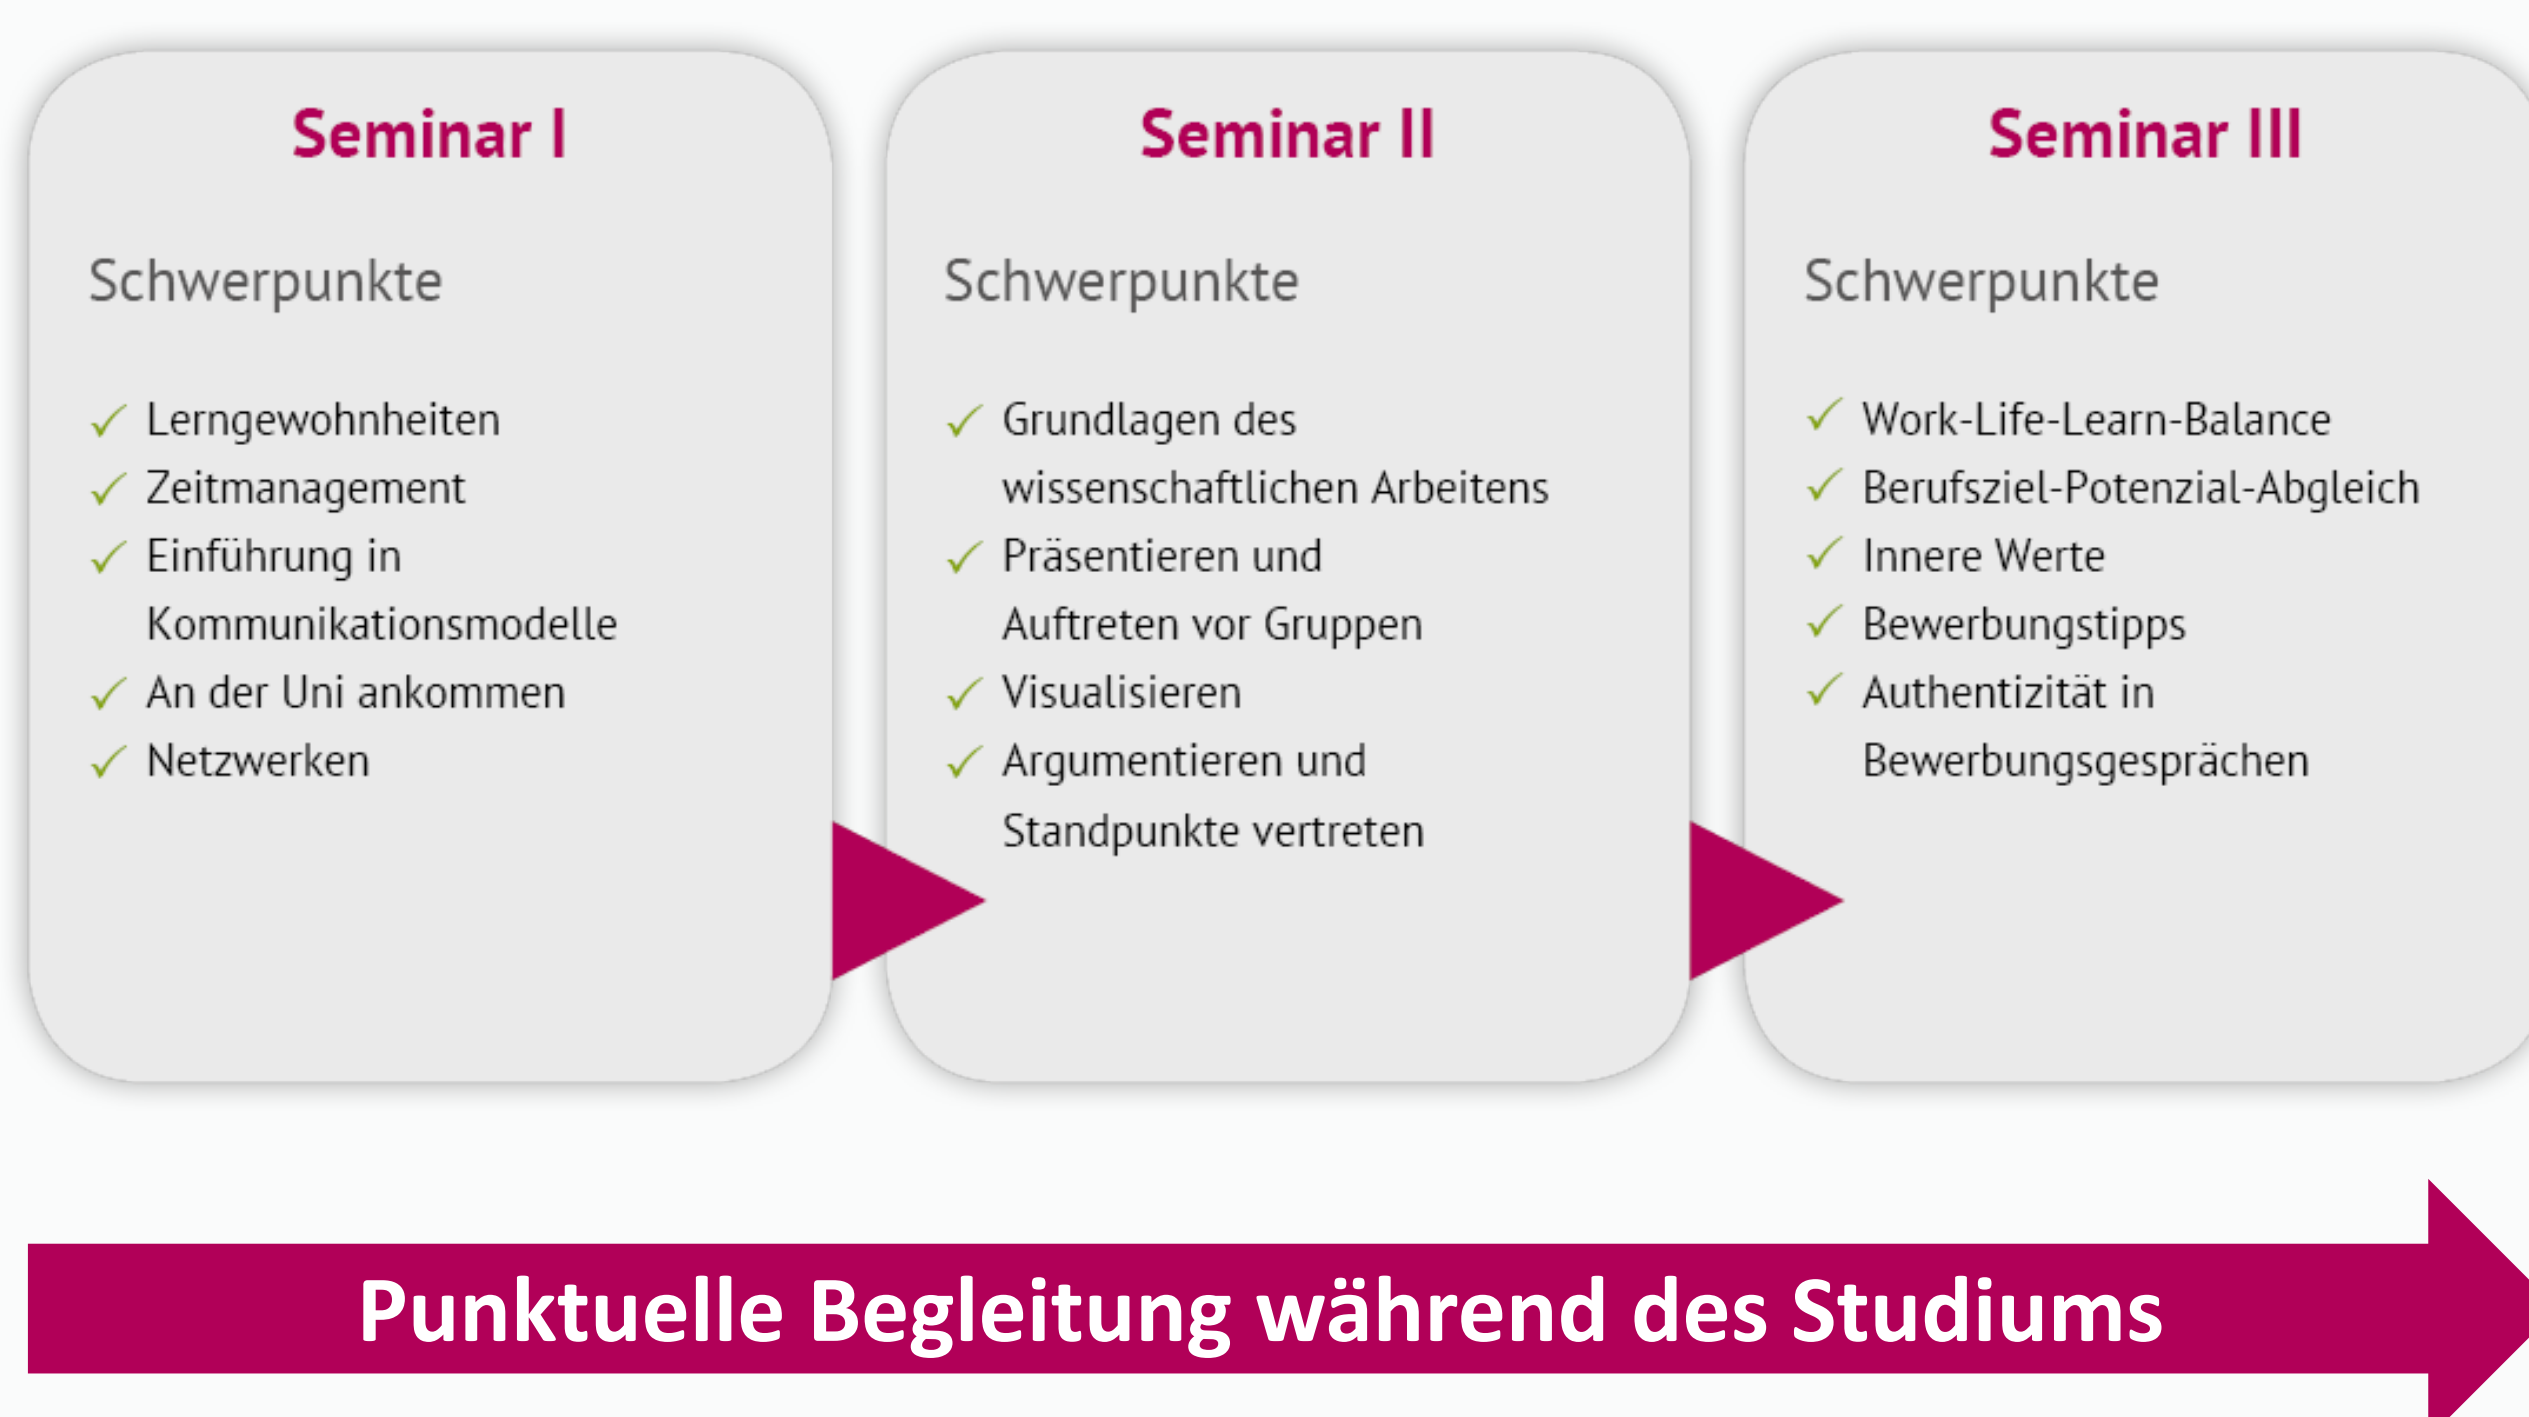 Seminar I
Schwerpunkte
Lerngewohnheiten
Zeitmanagement
Einführung in
Kommunikationsmodelle
An der Uni ankommen
Netzwerken
Seminar II
Schwerpunkte
Grundlagen des
wissenschaftlichen Arbeitens
Präsentieren und
Auftreten vor Gruppen
Visualisieren
Argumentieren und
Standpunkte vertreten
Seminar III
Schwerpunkte
Work-Life-Learn-Balance
Berufsziel-Potenzial-Abgleich
Innere Werte
Bewerbungstipps
Authentizität in
Bewerbungsgesprächen
Punktuelle Begleitung während des Studiums